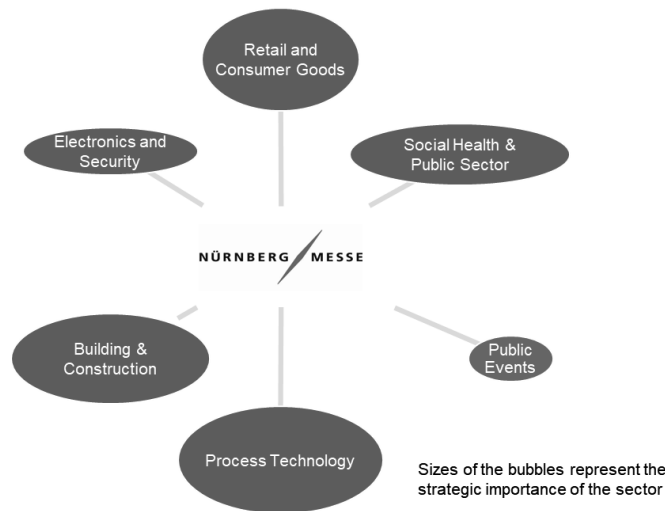 Retail and
Consumer Goods
Electronics and
Security
Social Health &
Public Sector
NÜRNBERG MESSE
Building &
Construction
Public
Events
Process Technology
Sizes of the bubbles represent the
strategic importance of the sector